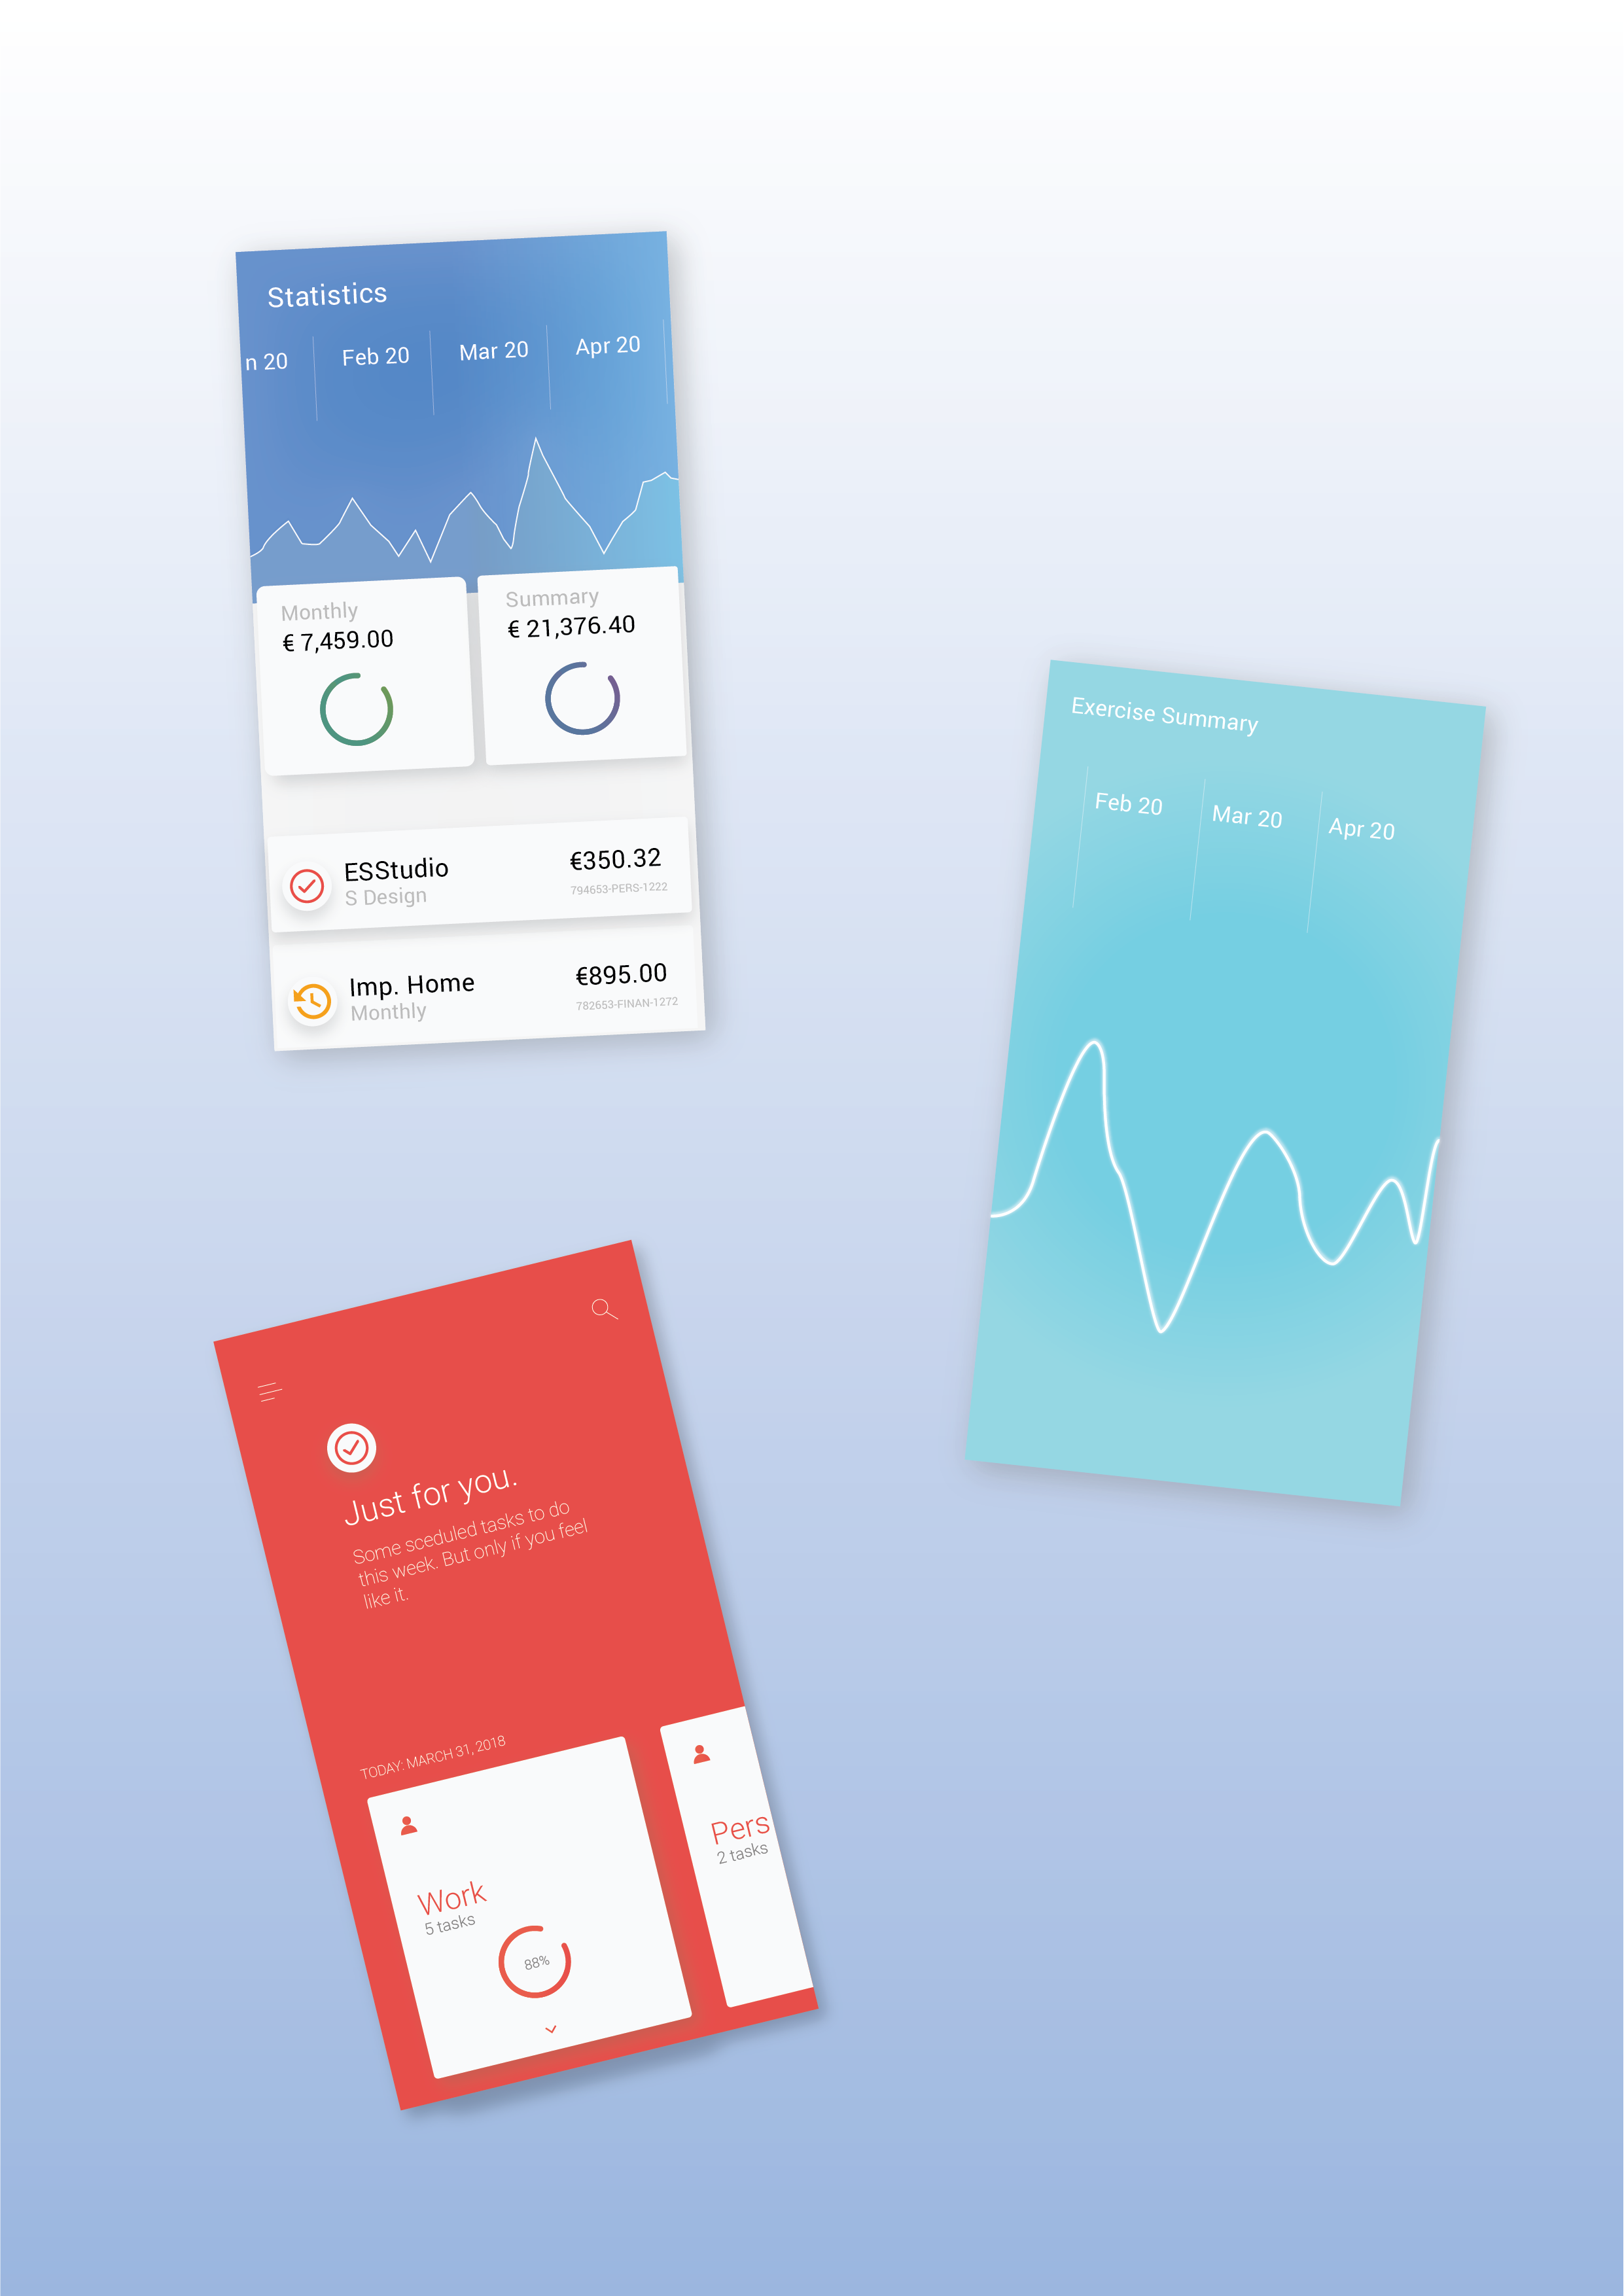 Statistics
n 20
Feb 20
Mar 20
Apr 20
Monthly
€ 7,459.00
Summary
€ 21,376.40
ESStudio
S Design
€350.32
794653-PERS-1222
Imp. Home
Monthly
€895.00
782653-FINAN-1272
Exercise Summary
Feb 20
Mar 20
Apr 20
Just for you.
Some sceduled tasks to do
this week. But only if you feel
like it.
TODAY: MARCH 31, 2018
Work
5 tasks
88%
Pers
2 tasks